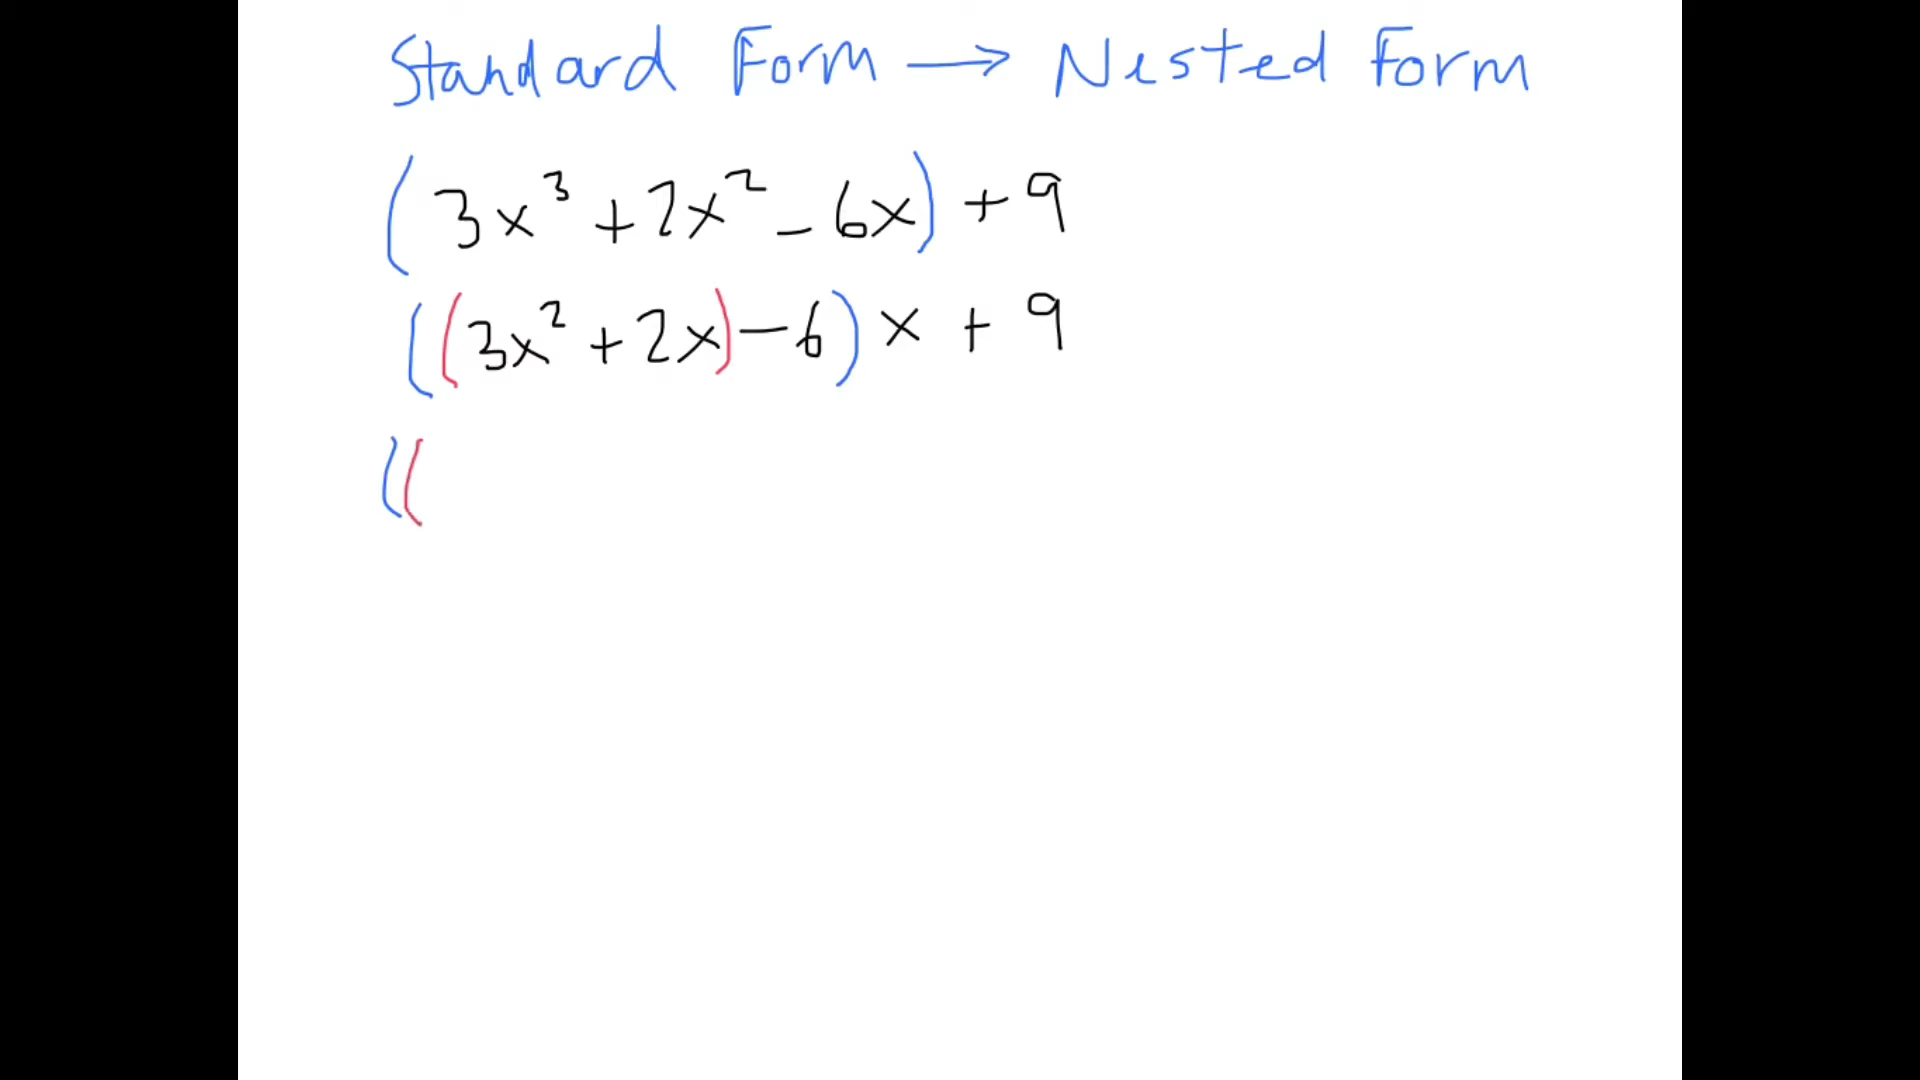 Standard Form → Nested Form
(3x³ + 2x² - 6x) + 9
((3x² + 2x) - 6) x + 9
((